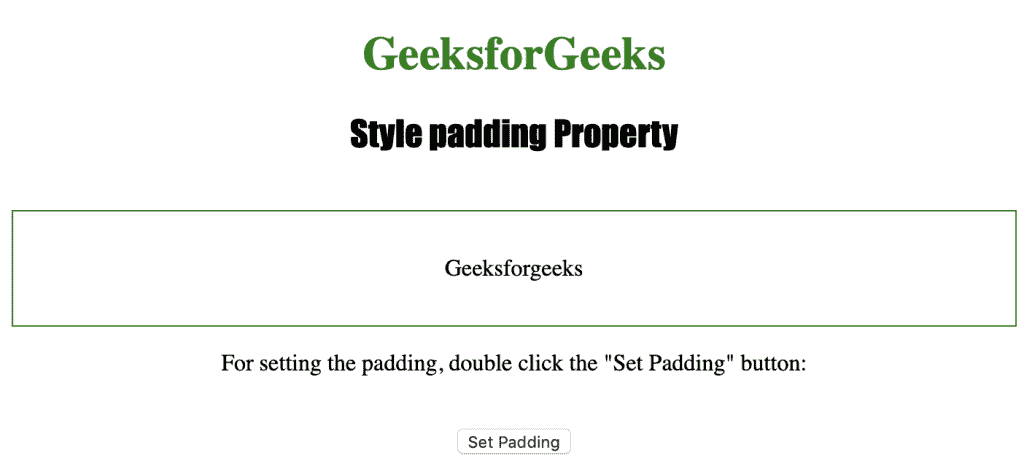 GeeksforGeeks
Style padding Property
Geeksforgeeks
For setting the padding, double click the "Set Padding" button:
Set Padding